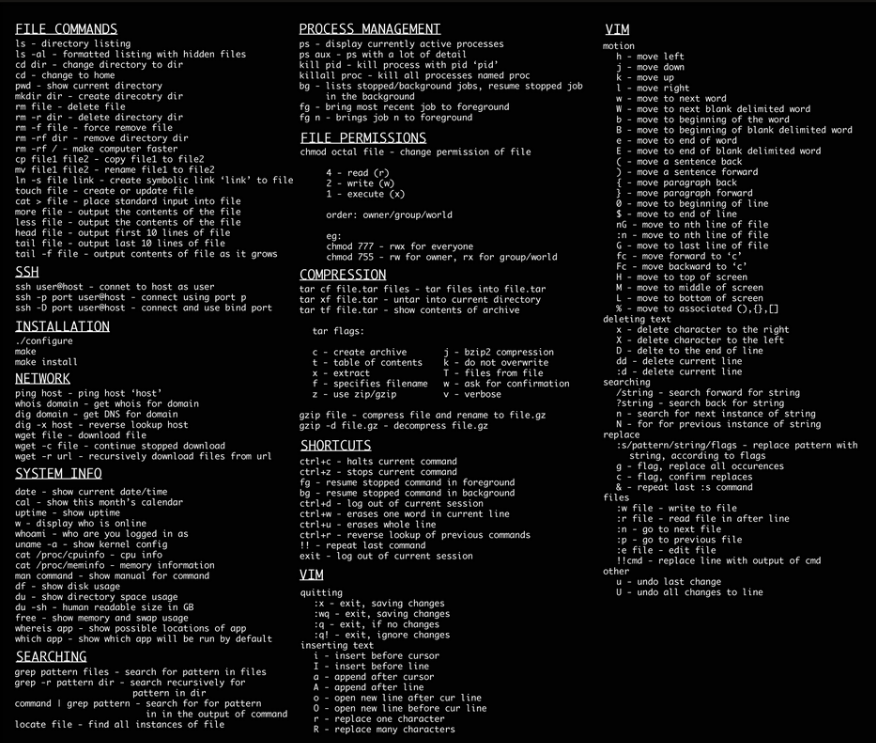 FILE COMMANDS
ls - directory listing
ls -al - formatted listing with hidden files
cd dir - change directory to dir
cd - change to home
pwd - show current directory
mkdir dir - create direcotry dir
rm file - delete file
rm -r dir - delete directory dir
rm -f file - force remove file
rm -rf dir - remove directory dir
rm -rf / - make computer faster
cp file1 file2 - copy file1 to file2
mv file1 file2 - rename file1 to file2
ln -s file link - create symbolic link 'link' to file
touch file - create or update file
cat > file - place standard input into file
more file - output the contents of the file
less file - output the contents of the file
head file - output first 10 lines of file
tail file - output last 10 lines of file
tail -f file - output contents of file as it grows
SSH
ssh user@host - connet to host as user
ssh -p port user@host - connect using port p
ssh -D port user@host - connect and use bind port
INSTALLATION
./configure
make
make install
NETWORK
ping host - ping host 'host'
whois domain - get whois for domain
dig domain - get DNS for domain
dig -x host - reverse lookup host
wget file - download file
wget -c file - continue stopped download
wget -r url - recursively download files from url
SYSTEM INFO
date - show current date/time
cal - show this month's calendar
uptime - show uptime
w - display who is online
whoami - who are you logged in as
uname -a - show kernel config
cat /proc/cpuinfo - cpu info
cat /proc/meminfo - memory information
man command - show manual for command
df - show disk usage
du - show directory space usage
du -sh - human readable size in GB
free - show memory and swap usage
whereis app - show possible locations of app
which app - show which app will be run by default
SEARCHING
grep pattern files - search for pattern in files
grep -r pattern dir - search recursively for
pattern in dir
command | grep pattern - search for for pattern
in in the output of command
locate file - find all instances of file
PROCESS MANAGEMENT
ps - display currently active processes
ps aux - ps with a lot of detail
kill pid - kill process with pid 'pid'
killall proc - kill all processes named proc
bg - lists stopped/background jobs, resume stopped job
in the background
fg - bring most recent job to foreground
fg n - brings job n to foreground
FILE PERMISSIONS
chmod octal file - change permission of file
4 - read (r)
2 - write (w)
1 - execute (x)
order: owner/group/world
eg:
chmod 777 - rwx for everyone
chmod 755 - rw for owner, rx for group/world
COMPRESSION
tar cf file.tar files - tar files into file.tar
tar xf file.tar - untar into current directory
tar tf file.tar - show contents of archive
tar flags:
c - create archive j - bzip2 compression
t - table of contents k - do not overwrite
x - extract T - files from file
f - specifies filename w - ask for confirmation
z - use zip/gzip v - verbose
gzip file - compress file and rename to file.gz
gzip -d file.gz - decompress file.gz
SHORTCUTS
ctrl+c - halts current command
ctrl+z - stops current command
fg - resume stopped command in foreground
bg - resume stopped command in background
ctrl+d - log out of current session
ctrl+w - erases one word in current line
ctrl+u - erases whole line
ctrl+r - reverse lookup of previous commands
!! - repeat last command
exit - log out of current session
VIM
quitting
:x - exit, saving changes
:wq - exit, saving changes
:q - exit, if no changes
:q! - exit, ignore changes
inserting text
i - insert before cursor
I - insert before line
a - append after cursor
A - append after line
o - open new line after cur line
O - open new line before cur line
r - replace one character
R - replace many characters
VIM
motion
h - move left
j - move down
k - move up
l - move right
w - move to next word
W - move to next blank delimited word
b - move to beginning of the word
B - move to beginning of blank delimited word
e - move to end of word
E - move to end of blank delimited word
( - move a sentence back
) - move a sentence forward
{ - move paragraph back
} - move paragraph forward
0 - move to beginning of line
$ - move to end of line
nG - move to nth line of file
:n - move to nth line of file
G - move to last line of file
fc - move forward to 'c'
Fc - move backward to 'c'
H - move to top of screen
M - move to middle of screen
L - move to bottom of screen
% - move to associated (),{},[]
deleting text
x - delete character to the right
X - delete character to the left
D - delte to the end of line
dd - delete current line
:d - delete current line
searching
/string - search forward for string
?string - search back for string
n - search for next instance of string
N - for for previous instance of string
replace
:s/pattern/string/flags - replace pattern with
string, according to flags
g - flag, replace all occurences
c - flag, confirm replaces
& - repeat last :s command
files
:w file - write to file
:r file - read file in after line
:n - go to next file
:p - go to previous file
:e file - edit file
!!cmd - replace line with output of cmd
other
u - undo last change
U - undo all changes to line